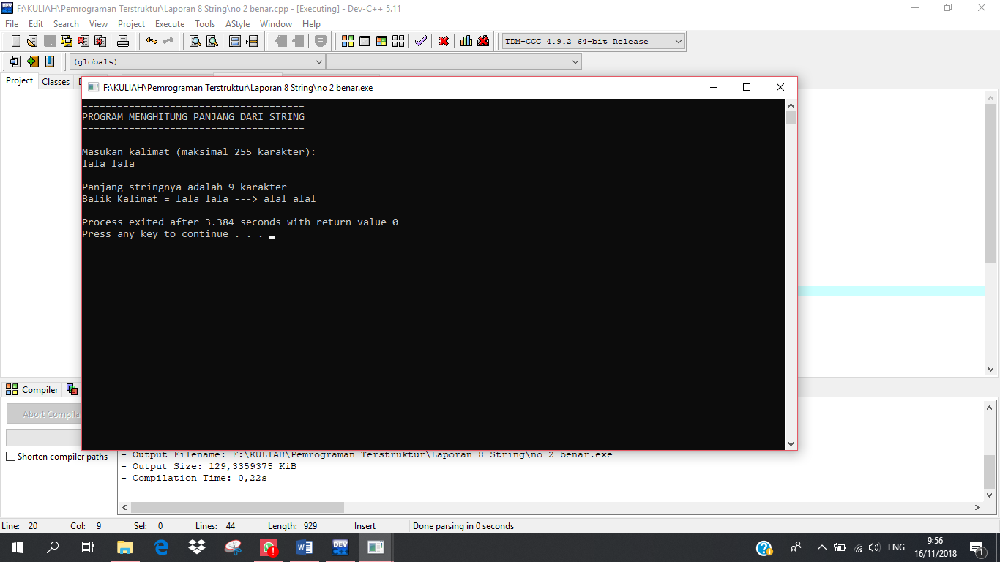 F:\KULIAH\Pemrograman Terstruktur\Laporan 8 String\no 2 benar.cpp - [Executing] - Dev-C++ 5.11
File Edit Search View Project Execute Tools AStyle Window Help
TDM-GCC 4.9.2 64-bit Release
(globals)
Project Classes
F:\KULIAH\Pemrograman Terstruktur\Laporan 8 String\no 2 benar.exe
======================================
PROGRAM MENGHITUNG PANJANG DARI STRING
======================================
Masukan kalimat (maksimal 255 karakter):
lala lala
Panjang stringnya adalah 9 karakter
Balik Kalimat = lala lala ---> alal alal
--------------------------------
Process exited after 3.384 seconds with return value 0
Press any key to continue . . .
Compiler
Abort
Shorten compiler paths
- Output Filename: F:\KULIAH\Pemrograman Terstruktur\Laporan 8 String\no 2 benar.exe
- Output Size: 129,3359375 KiB
- Compilation Time: 0,22s
Line: 20 Col: 9 Sel: 0 Lines: 44 Length: 929 Insert Done parsing in 0 seconds
DEV
ENG
9:56
16/11/2018
1